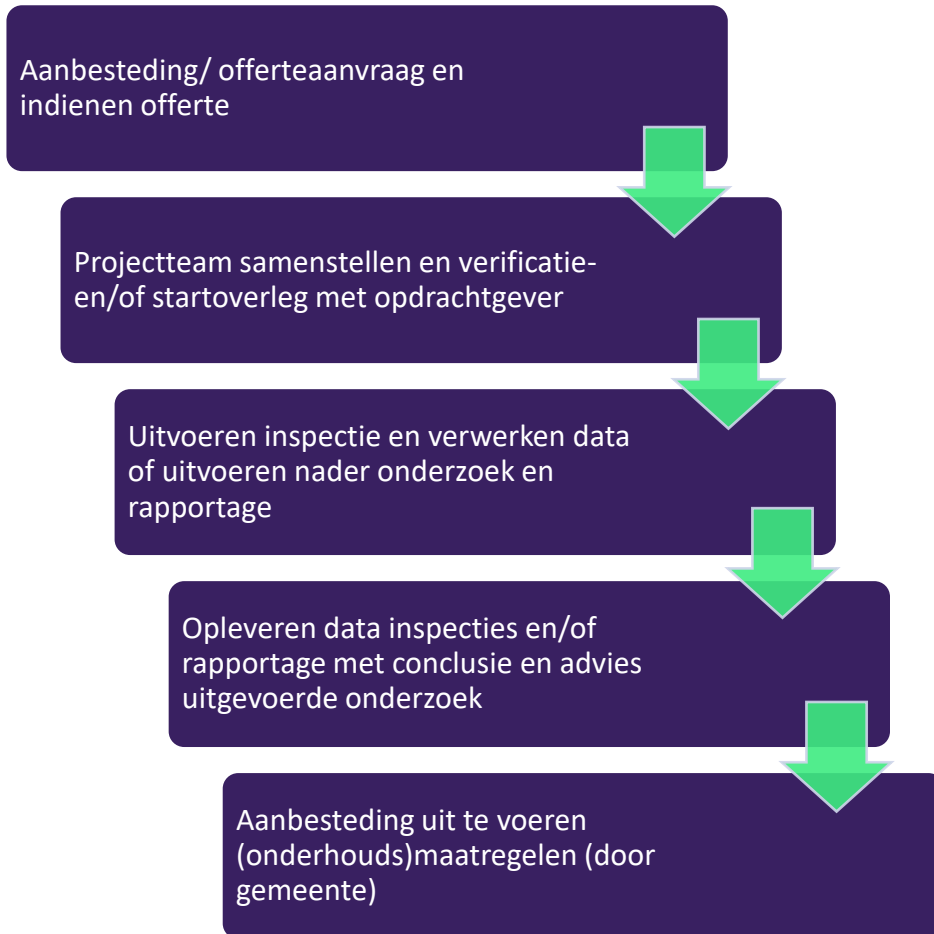 Aanbesteding/ offerteaanvraag en
indienen offerte
Projectteam samenstellen en verificatie-
en/of startoverleg met opdrachtgever
Uitvoeren inspectie en verwerken data
of uitvoeren nader onderzoek en
rapportage
Opleveren data inspecties en/of
rapportage met conclusie en advies
uitgevoerde onderzoek
Aanbesteding uit te voeren
(onderhouds)maatregelen (door
gemeente)